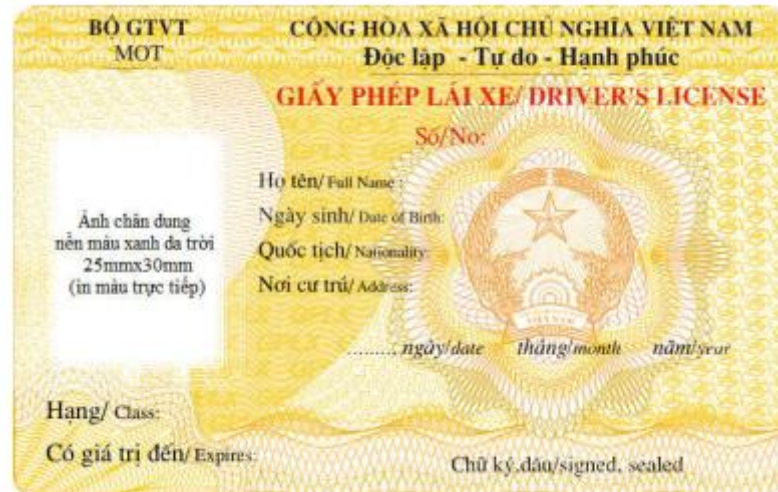 BỘ GTVT
MOT
CỘNG HÒA XÃ HỘI CHỦ NGHĨA VIỆT NAM
Độc lập - Tự do - Hạnh phúc
GIẤY PHÉP LÁI XE/ DRIVER'S LICENSE
Số/No:
Họ tên/ Full Name :
Ngày sinh/ Date of Birth:
Quốc tịch/ Nationality:
Nơi cư trú/ Address:
Ảnh chân dung
nền màu xanh da trời
25mmx30mm
(in màu trực tiếp)
........, ngày/date tháng/month năm/year
Hạng/ Class:
Có giá trị đến/ Expires:
Chữ ký,dấu/signed, sealed
VIỆT NAM